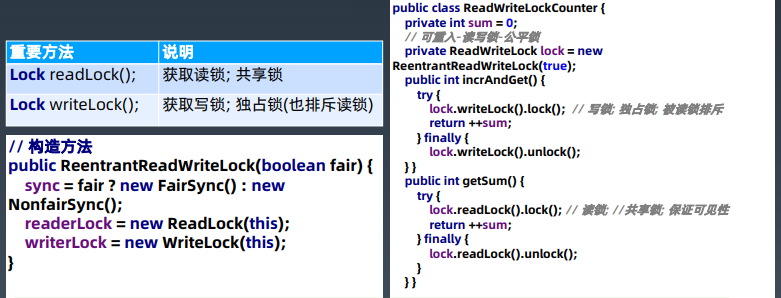 重要方法 说明
Lock readLock(); 获取读锁; 共享锁
Lock writeLock(); 获取写锁; 独占锁(也排斥读锁)
// 构造方法
public ReentrantReadWriteLock(boolean fair) {
sync = fair ? new FairSync() : new
NonfairSync();
readerLock = new ReadLock(this);
writerLock = new WriteLock(this);
}
public class ReadWriteLockCounter {
private int sum = 0;
// 可重入-读写锁-公平锁
private ReadWriteLock lock = new
ReentrantReadWriteLock(true);
public int incrAndGet() {
try {
lock.writeLock().lock(); // 写锁; 独占锁; 被读锁排斥
return ++sum;
} finally {
lock.writeLock().unlock();
} }
public int getSum() {
try {
lock.readLock().lock(); // 读锁; //共享锁; 保证可见性
return ++sum;
} finally {
lock.readLock().unlock();
}
} }